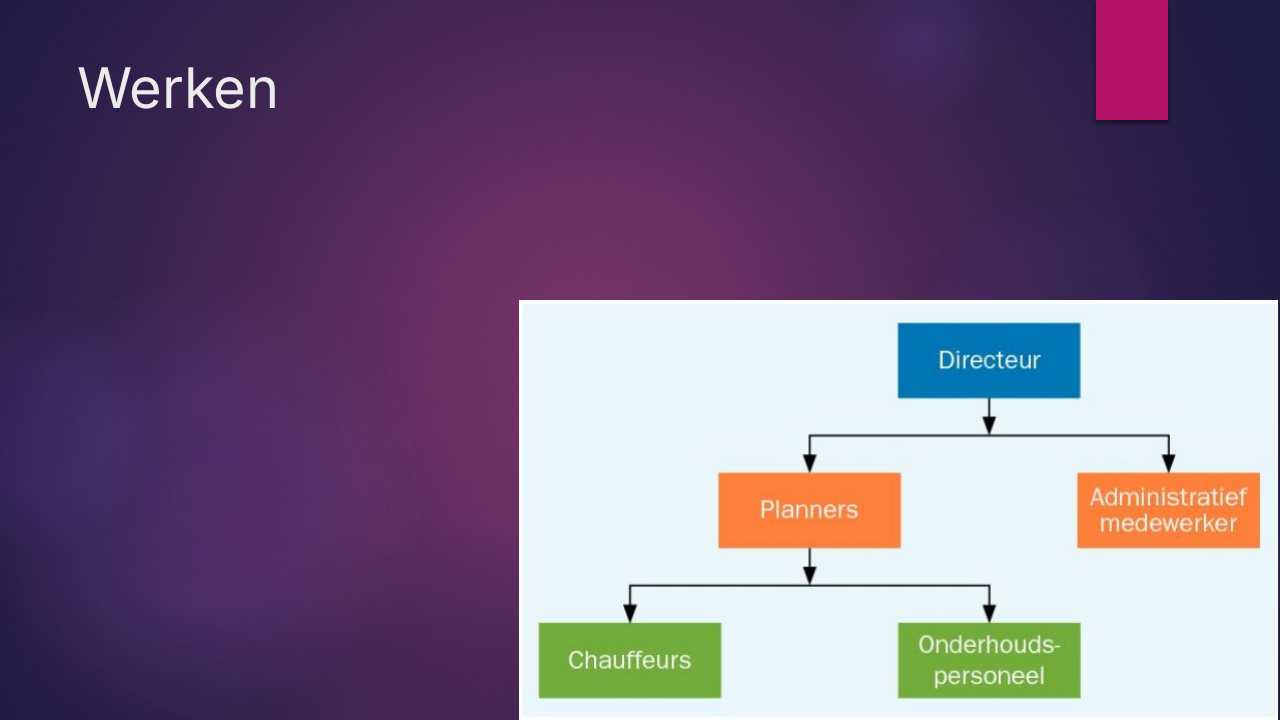 Werken
Directeur
Planners
Administratief
medewerker
Chauffeurs
Onderhouds-
personeel